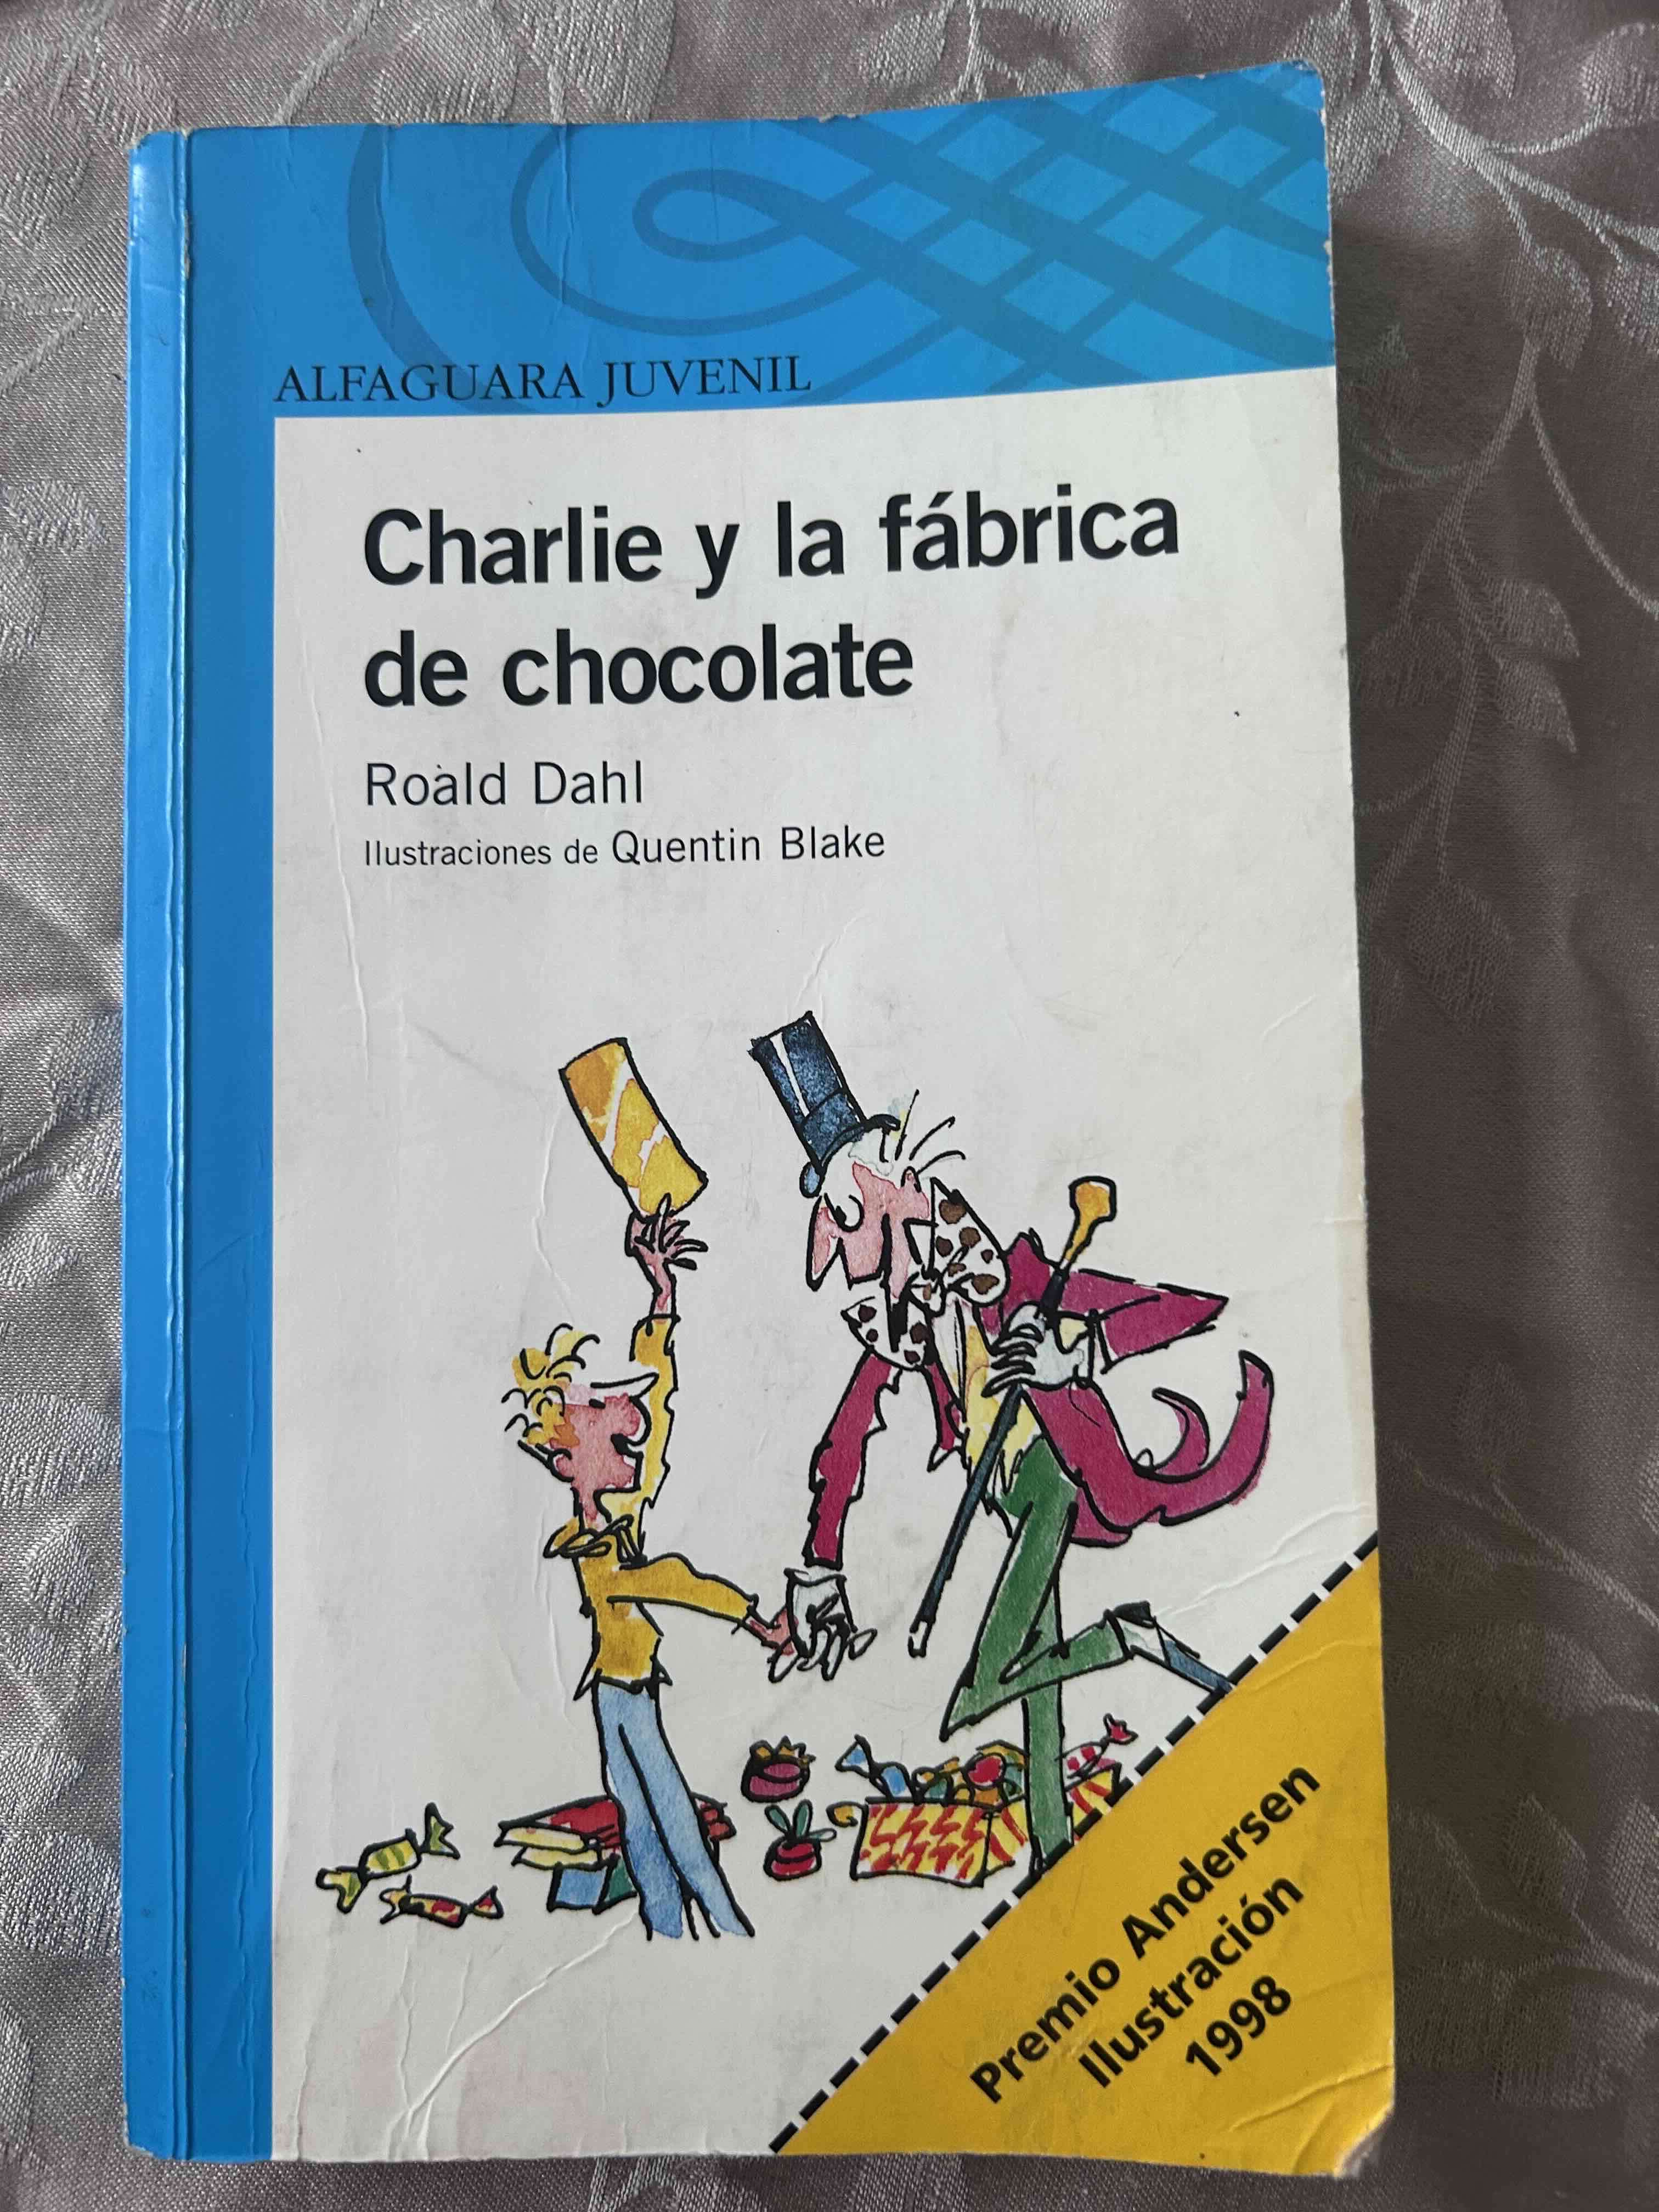 ALFAGUARA JUVENIL
Charlie y la fábrica
de chocolate
Roald Dahl
Ilustraciones de Quentin Blake
Premio Andersen
Ilustración
1998